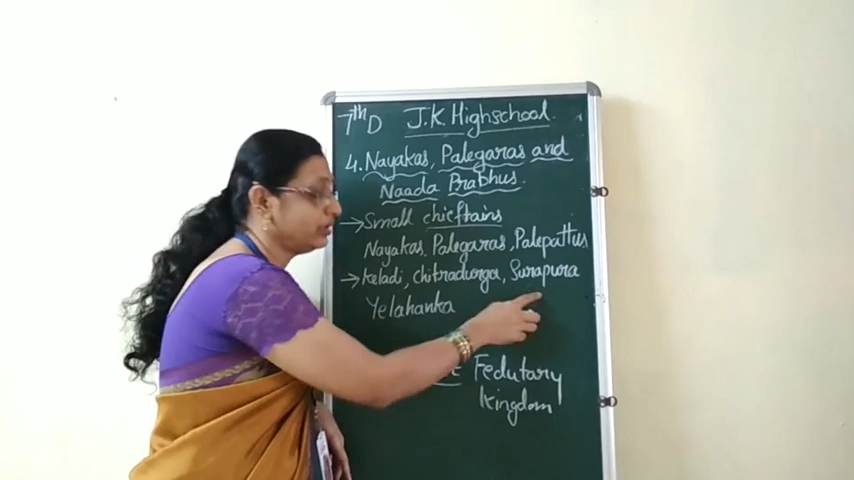 7th D J.K. Highschool.
4. Nayakas, Palegaras and
Naada Prabhus.
→ Small chieftains
Nayakas. Palegaras, Palepattus
→ keladi, chitradurga, Surapura
Yelahanka
Fedutary
kingdom